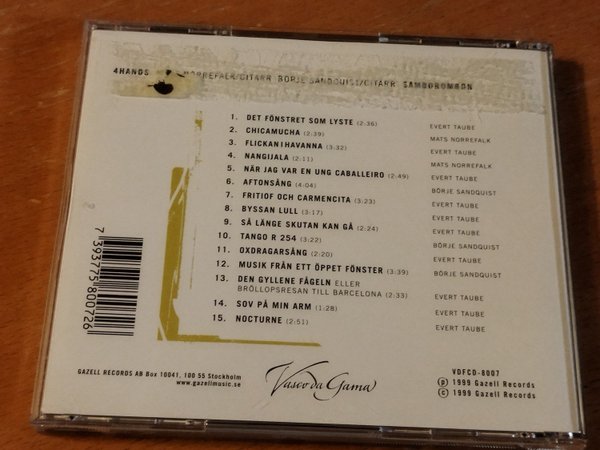 4HANDS NORREFALK/GITARR BÖRJE SANDQUIST/GITARR SAMBOROMBON
1. DET FÖNSTRET SOM LYSTE (2:36) EVERT TAUBE
2. CHICAMUCHA (2:39) MATS NORREFALK
3. FLICKAN I HAVANNA (3:32) EVERT TAUBE
4. NANGIJALA (2:11) MATS NORREFALK
5. NÄR JAG VAR EN UNG CABALLEIRO (2:49) EVERT TAUBE
6. AFTONSÅNG (4:04) BÖRJE SANDQUIST
7. FRITIOF OCH CARMENCITA (3:23) EVERT TAUBE
8. BYSSAN LULL (3:17) EVERT TAUBE
9. SÅ LÄNGE SKUTAN KAN GÅ (2:24) EVERT TAUBE
10. TANGO R 254 (3:22) BÖRJE SANDQUIST
11. OXDRAGARSÅNG (2:20) EVERT TAUBE
12. MUSIK FRÅN ETT ÖPPET FÖNSTER (3:39) BÖRJE SANDQUIST
13. DEN GYLLENE FÅGELN ELLER
BRÖLLOPSRESAN TILL BARCELONA (2:33) EVERT TAUBE
14. SOV PÅ MIN ARM (1:28) EVERT TAUBE
15. NOCTURNE (2:51) EVERT TAUBE
7 393775 800726
GAZELL RECORDS AB Box 10041, 100 55 Stockholm
www.gazellmusic.se
Vasco da Gama
VDFCD-8007
℗ 1999 Gazell Records
© 1999 Gazell Records